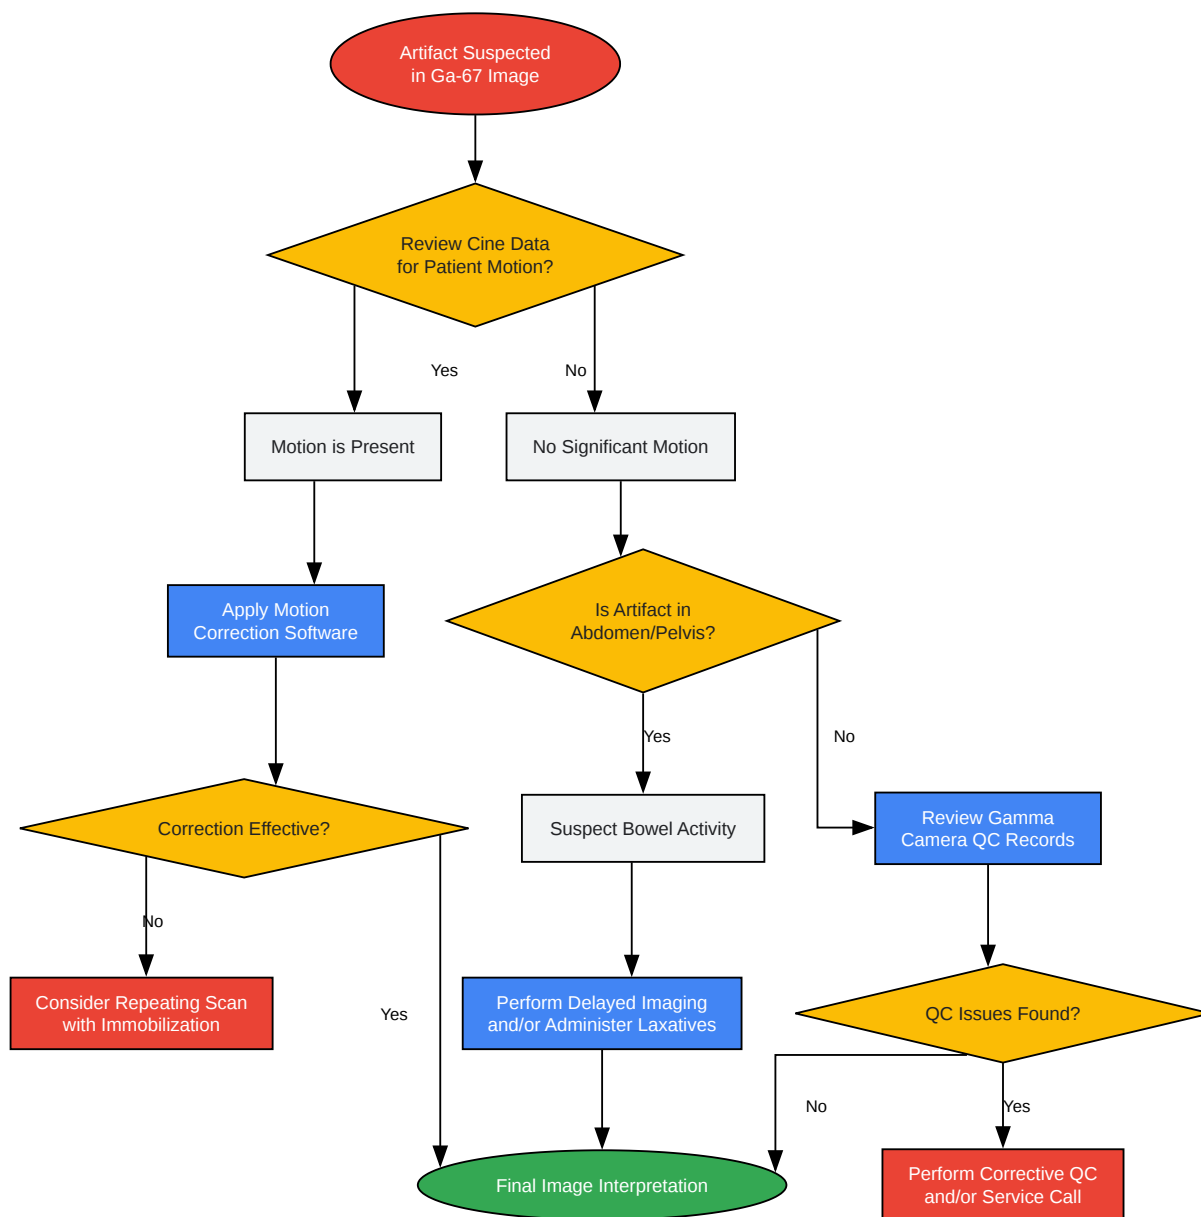 Artifact Suspected
in Ga-67 Image
Review Cine Data
for Patient Motion?
Yes
No
Motion is Present
No Significant Motion
Apply Motion
Correction Software
Is Artifact in
Abdomen/Pelvis?
Yes
No
Correction Effective?
Suspect Bowel Activity
Review Gamma
Camera QC Records
No
Consider Repeating Scan
with Immobilization
Yes
Perform Delayed Imaging
and/or Administer Laxatives
QC Issues Found?
No
Yes
Final Image Interpretation
Perform Corrective QC
and/or Service Call